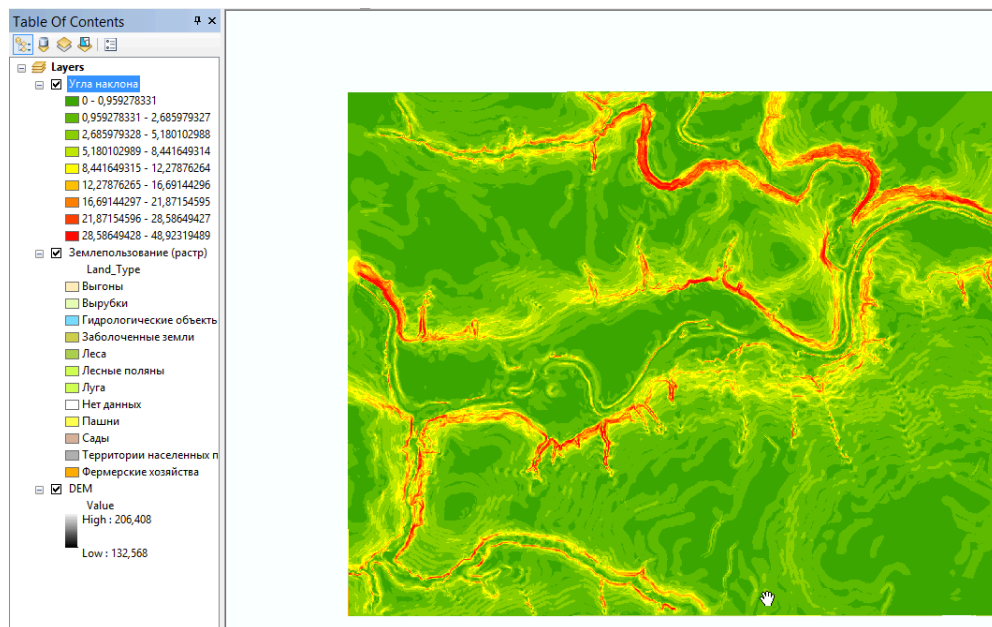 Table Of Contents
Layers
Угла наклона
0 - 0,959278331
0,959278331 - 2,685979327
2,685979328 - 5,180102988
5,180102989 - 8,441649314
8,441649315 - 12,27876264
12,27876265 - 16,69144296
16,69144297 - 21,87154595
21,87154596 - 28,58649427
28,58649428 - 48,92319489
Землепользование (растр)
Land_Type
Выгоны
Вырубки
Гидрологические объекть
Заболоченные земли
Леса
Лесные поляны
Луга
Нет данных
Пашни
Сады
Территории населенных п
Фермерские хозяйства
DEM
Value
High : 206,408
Low : 132,568